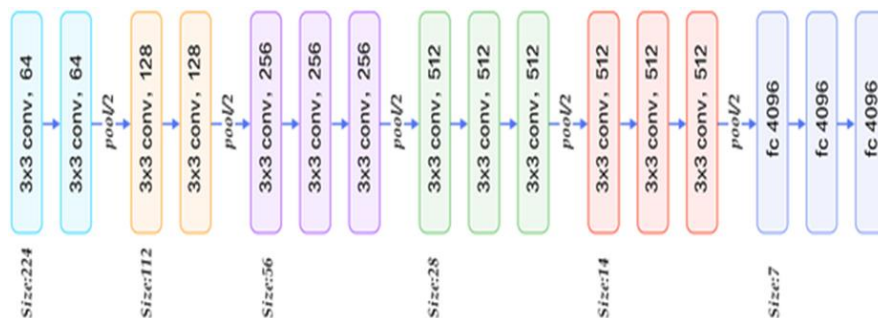 3x3 conv, 64
3x3 conv, 64
pool/2
3x3 conv, 128
3x3 conv, 128
pool/2
3x3 conv, 256
3x3 conv, 256
3x3 conv, 256
pool/2
3x3 conv, 512
3x3 conv, 512
3x3 conv, 512
pool/2
3x3 conv, 512
3x3 conv, 512
3x3 conv, 512
pool/2
fc 4096
fc 4096
fc 4096
Size:224
Size:112
Size:56
Size:28
Size:14
Size:7